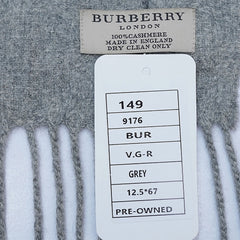 BURBERRY
LONDON
100%CASHMERE
MADE IN ENGLAND
DRY CLEAN ONLY
149
9176
BUR
V.G-R
GREY
12.5*67
PRE-OWNED